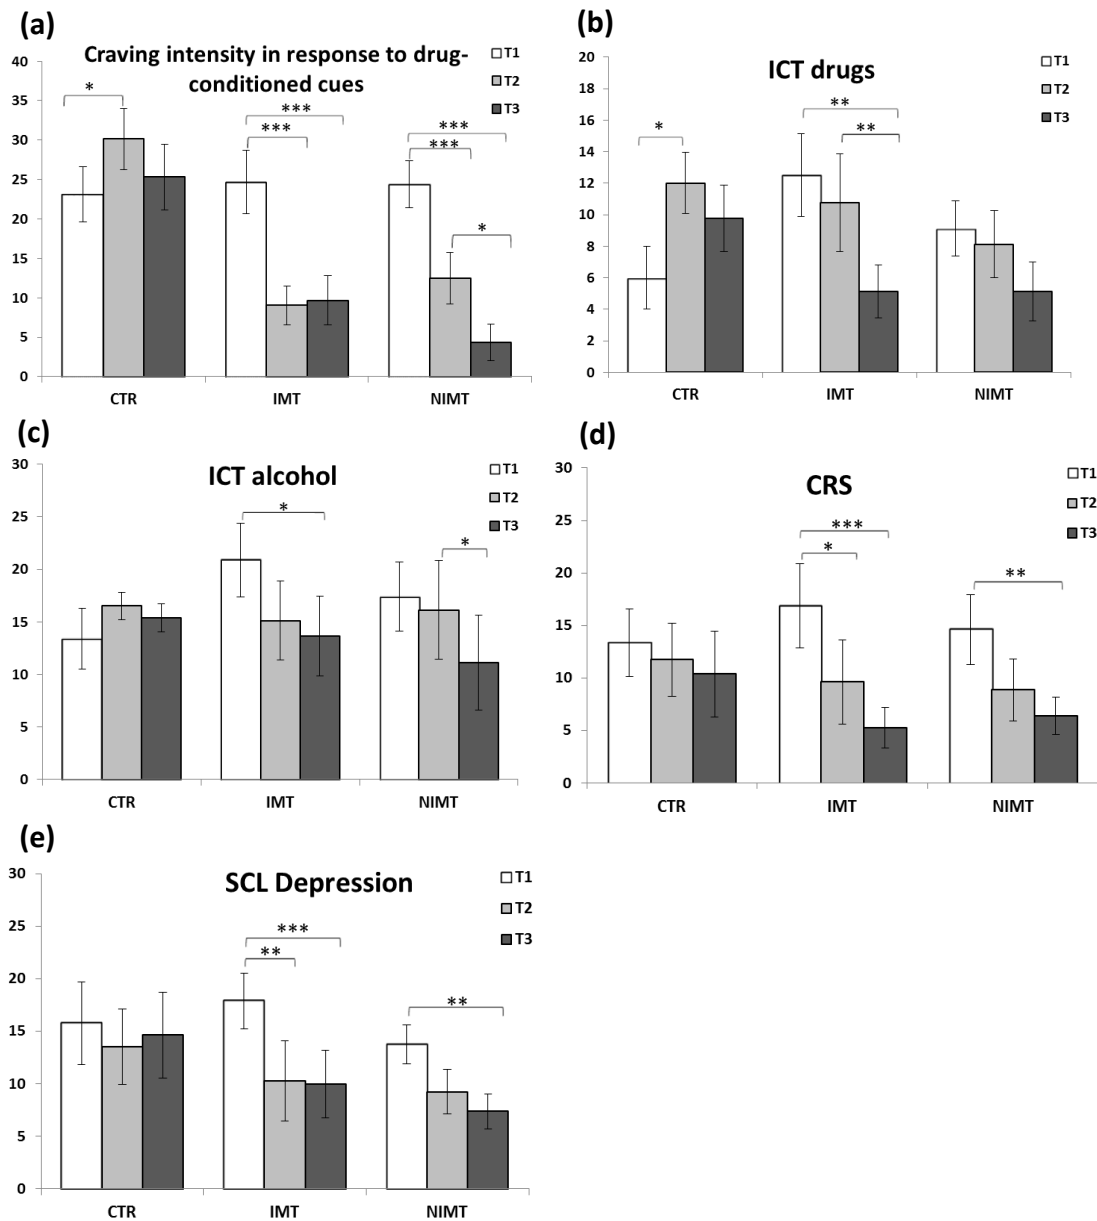 (a)
Craving intensity in response to drug-
conditioned cues
T1
T2
T3
45
40
35
30
25
20
15
10
5
0
*
***
***
***
***
*
CTR
IMT
NIMT
(b)
ICT drugs
T1
T2
T3
20
18
16
14
12
10
8
6
4
2
0
*
**
**
CTR
IMT
NIMT
(c)
ICT alcohol
T1
T2
T3
30
25
20
15
10
5
0
*
*
CTR
IMT
NIMT
(d)
CRS
T1
T2
T3
30
25
20
15
10
5
0
***
*
**
CTR
IMT
NIMT
(e)
SCL Depression
T1
T2
T3
30
25
20
15
10
5
0
***
**
**
CTR
IMT
NIMT